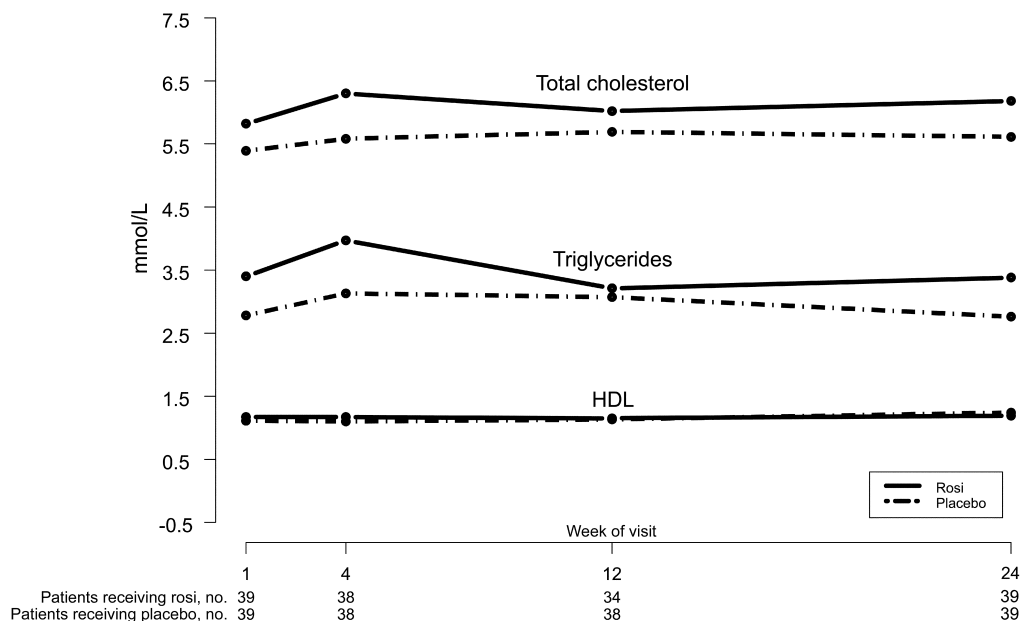 7.5
6.5
Total cholesterol
5.5
4.5
mmol/L
3.5
Triglycerides
2.5
1.5
HDL
0.5
Rosi
Placebo
-0.5
Week of visit
1 4 12 24
Patients receiving rosi, no. 39 38 34 39
Patients receiving placebo, no. 39 38 38 39